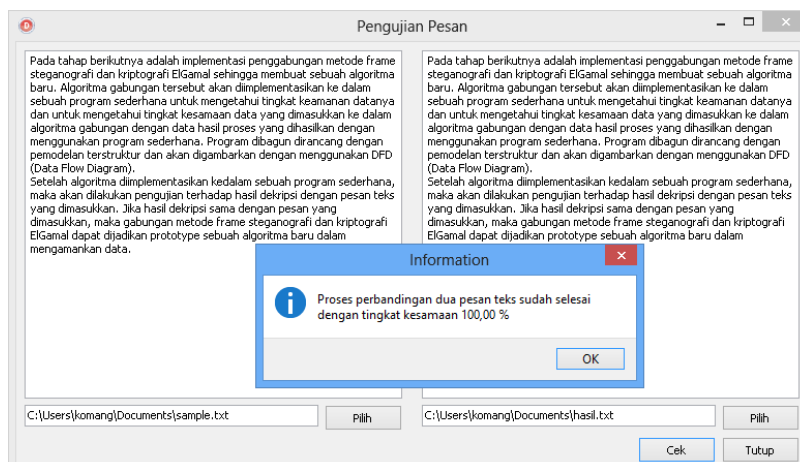 Pengujian Pesan
Pada tahap berikutnya adalah implementasi penggabungan metode frame
steganografi dan kriptografi ElGamal sehingga membuat sebuah algoritma
baru. Algoritma gabungan tersebut akan diimplementasikan ke dalam
sebuah program sederhana untuk mengetahui tingkat keamanan datanya
dan untuk mengetahui tingkat kesamaan data yang dimasukkan ke dalam
algoritma gabungan dengan data hasil proses yang dihasilkan dengan
menggunakan program sederhana. Program dibagun dirancang dengan
pemodelan terstruktur dan akan digambarkan dengan menggunakan DFD
(Data Flow Diagram).
Setelah algoritma diimplementasikan kedalam sebuah program sederhana,
maka akan dilakukan pengujian terhadap hasil dekripsi dengan pesan teks
yang dimasukkan. Jika hasil dekripsi sama dengan pesan yang
dimasukkan, maka gabungan metode frame steganografi dan kriptografi
ElGamal dapat dijadikan prototype sebuah algoritma baru dalam
mengamankan data.
Pada tahap berikutnya adalah implementasi penggabungan metode frame
steganografi dan kriptografi ElGamal sehingga membuat sebuah algoritma
baru. Algoritma gabungan tersebut akan diimplementasikan ke dalam
sebuah program sederhana untuk mengetahui tingkat keamanan datanya
dan untuk mengetahui tingkat kesamaan data yang dimasukkan ke dalam
algoritma gabungan dengan data hasil proses yang dihasilkan dengan
menggunakan program sederhana. Program dibagun dirancang dengan
pemodelan terstruktur dan akan digambarkan dengan menggunakan DFD
(Data Flow Diagram).
Setelah algoritma diimplementasikan kedalam sebuah program sederhana,
maka akan dilakukan pengujian terhadap hasil dekripsi dengan pesan teks
yang dimasukkan. Jika hasil dekripsi sama dengan pesan yang
dimasukkan, maka gabungan metode frame steganografi dan kriptografi
ElGamal dapat dijadikan prototype sebuah algoritma baru dalam
Information
Proses perbandingan dua pesan teks sudah selesai
dengan tingkat kesamaan 100,00 %
OK
C:\Users\komang\Documents\sample.txt
Pilih
C:\Users\komang\Documents\hasil.txt
Pilih
Cek
Tutup